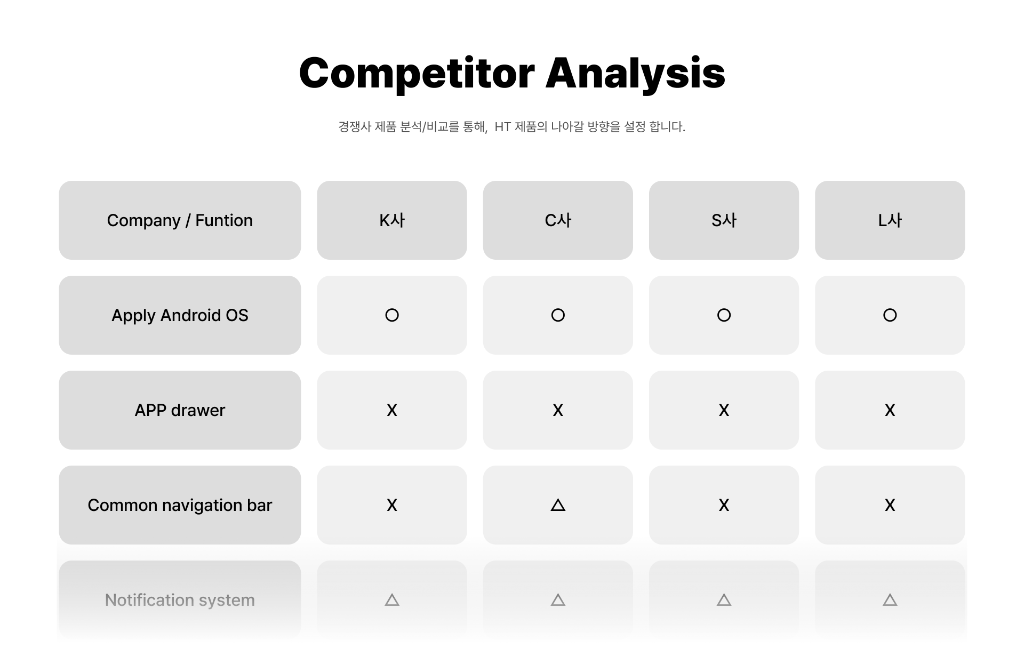 Competitor Analysis
경쟁사 제품 분석/비교를 통해, HT 제품의 나아갈 방향을 설정 합니다.
Company / Funtion K사 C사 S사 L사
Apply Android OS ○ ○ ○ ○
APP drawer X X X X
Common navigation bar X △ X X
Notification system △ △ △ △